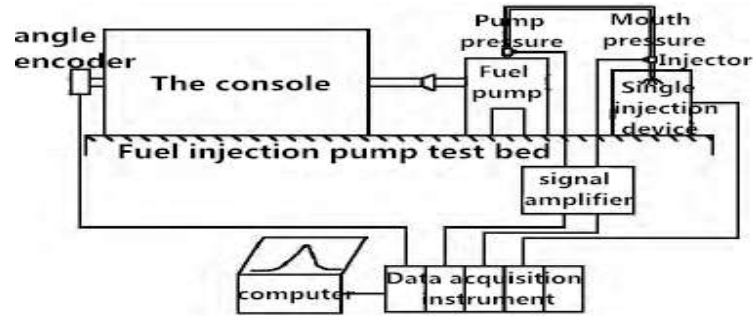 angle
encoder
The console
Pump
pressure
Mouth
pressure
Injector
Fuel
pump
Single
injection
device
Fuel injection pump test bed
signal
amplifier
computer
Data acquisition
instrument